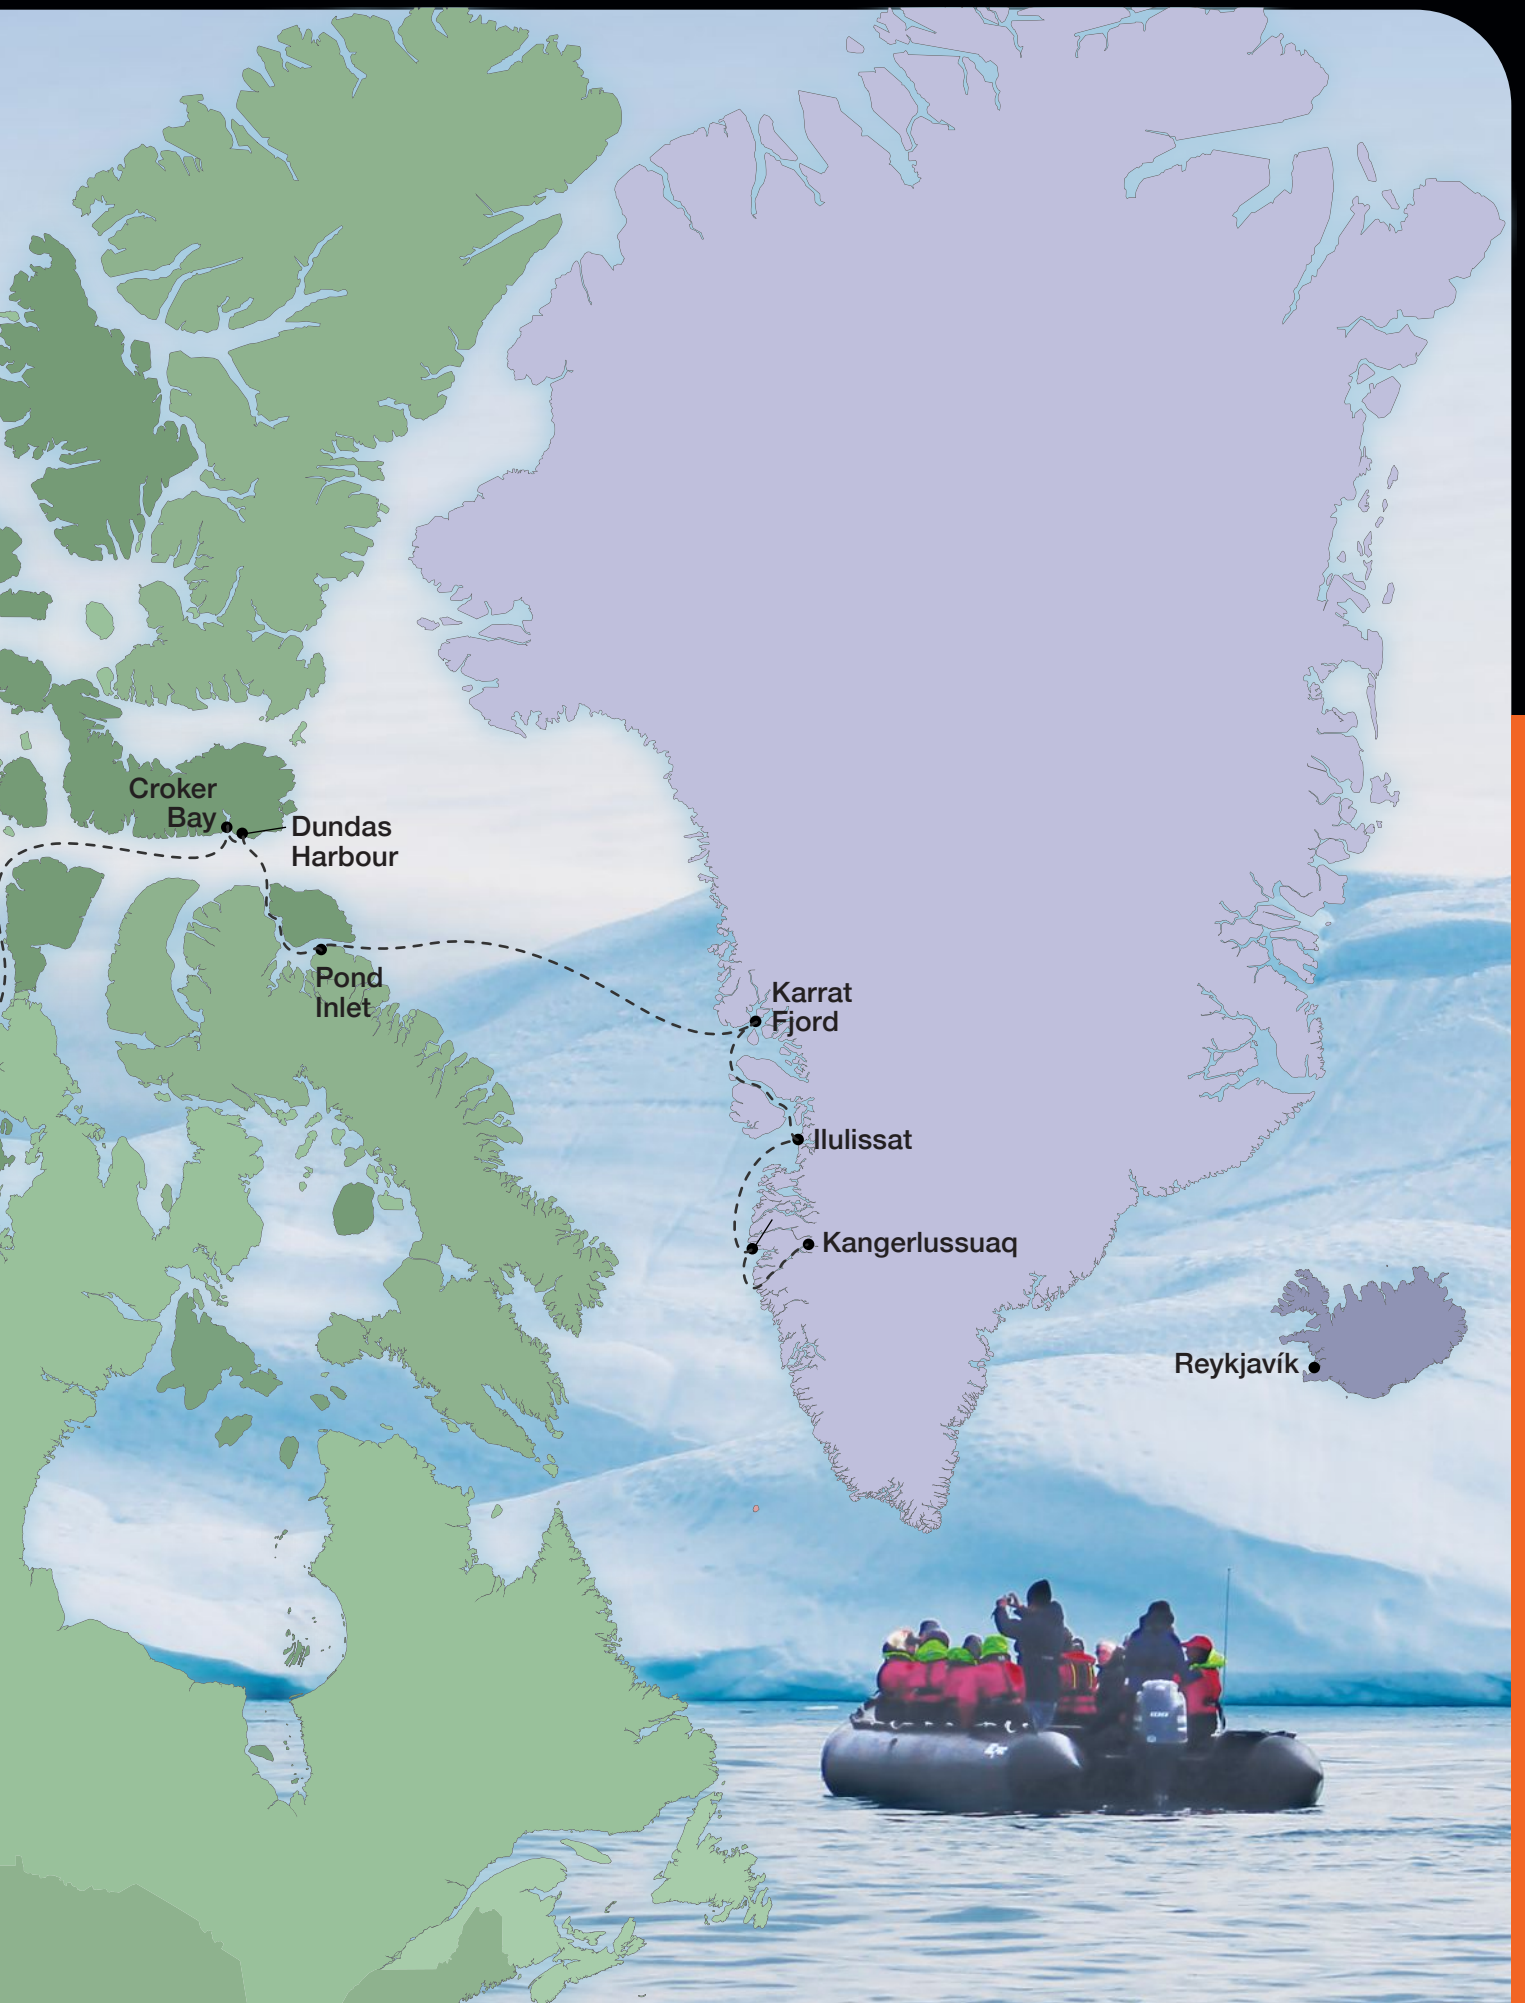 Croker
Bay
Dundas
Harbour
Pond
Inlet
Karrat
Fjord
Ilulissat
Kangerlussuaq
Reykjavík